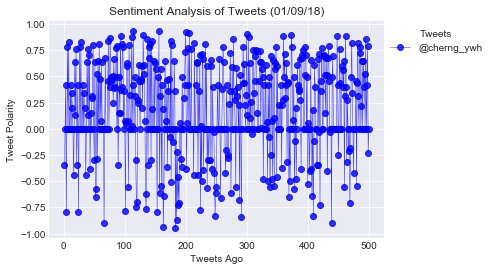 Sentiment Analysis of Tweets (01/09/18)
1.00
0.75
0.50
0.25
0.00
−0.25
−0.50
−0.75
−1.00
Tweet Polarity
0 100 200 300 400 500
Tweets Ago
Tweets
@cherng_ywh